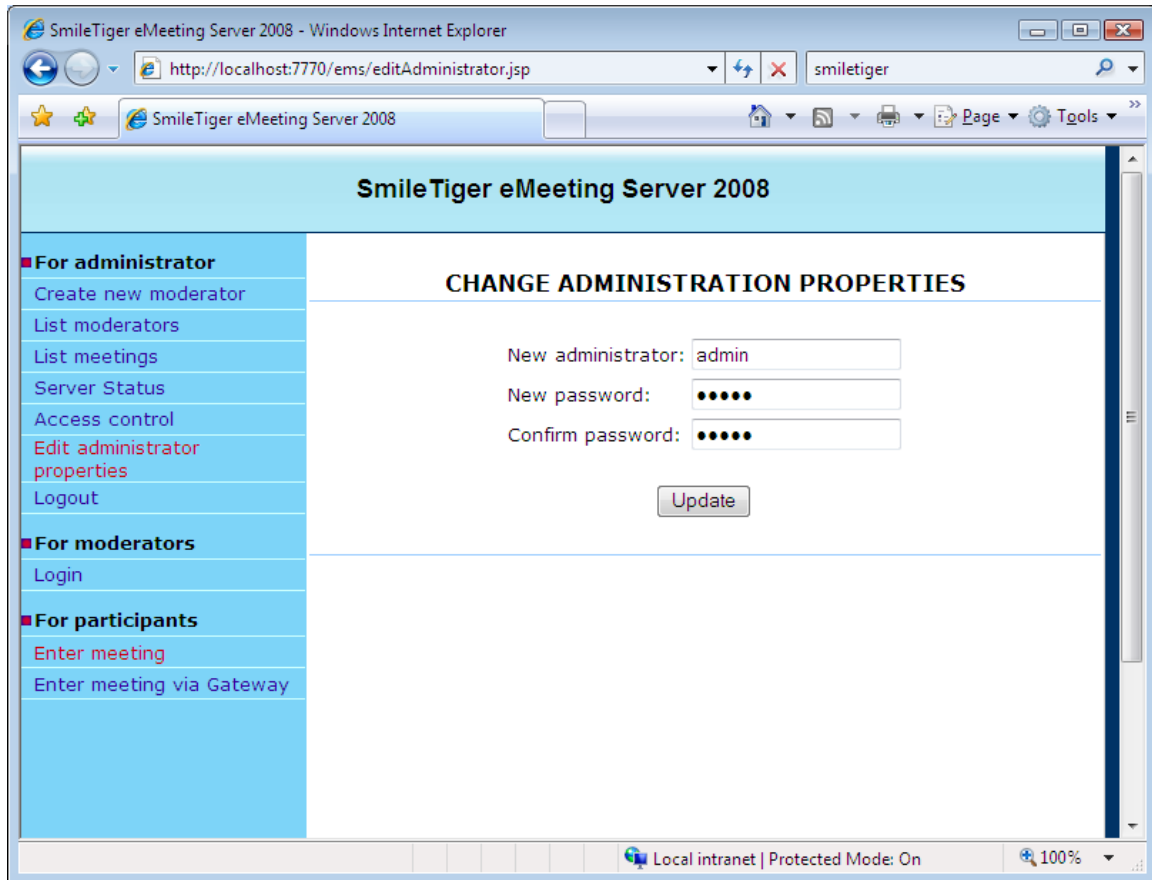 SmileTiger eMeeting Server 2008 - Windows Internet Explorer
http://localhost:7770/ems/editAdministrator.jsp
smiletiger
SmileTiger eMeeting Server 2008
Page
Tools
SmileTiger eMeeting Server 2008
For administrator
Create new moderator
List moderators
List meetings
Server Status
Access control
Edit administrator
properties
Logout
For moderators
Login
For participants
Enter meeting
Enter meeting via Gateway
CHANGE ADMINISTRATION PROPERTIES
New administrator: admin
New password: •••••
Confirm password: •••••
Update
Local intranet | Protected Mode: On
100%